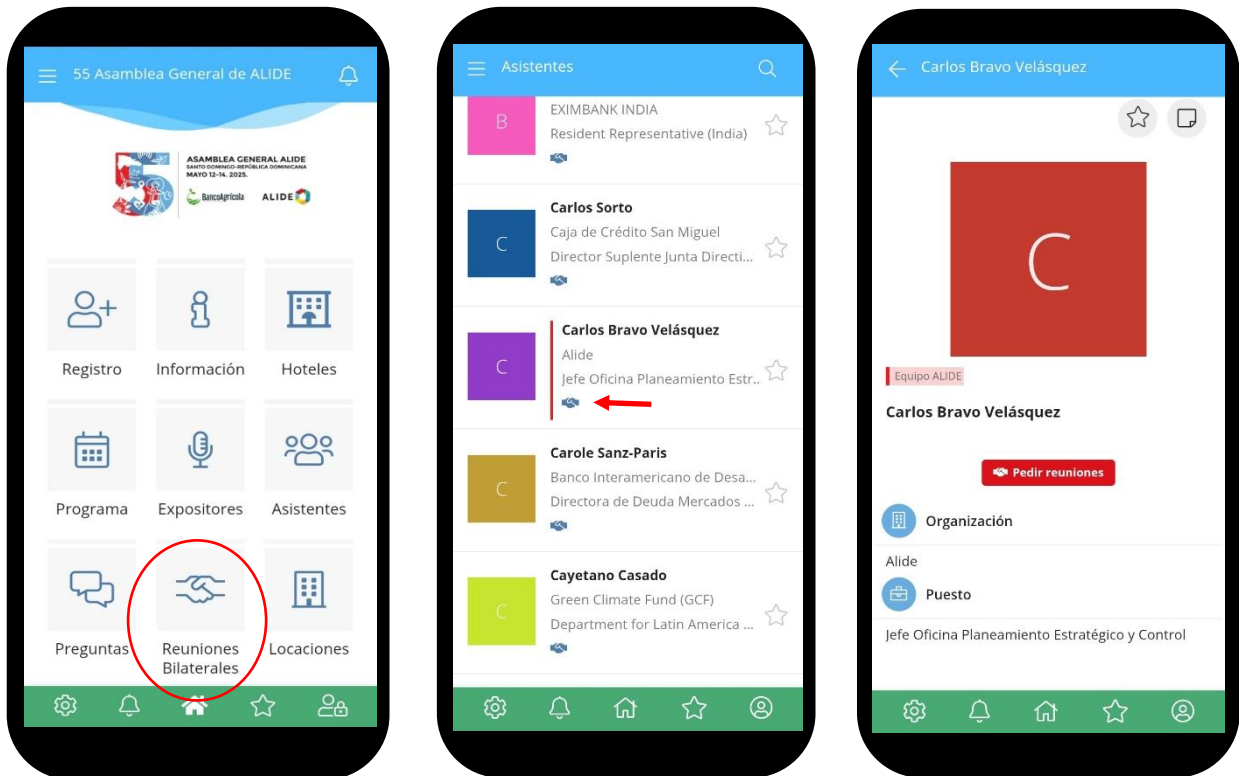 55 Asamblea General de ALIDE
ASAMBLEA GENERAL ALIDE
SANTO DOMINGO-REPÚBLICA DOMINICANA
MAYO 12-14. 2025.
BancoAgrícola ALIDE
Registro Información Hoteles
Programa Expositores Asistentes
Preguntas Reuniones Bilaterales Locaciones
Asistentes
B
EXIMBANK INDIA
Resident Representative (India)
C
Carlos Sorto
Caja de Crédito San Miguel
Director Suplente Junta Directi...
C
Carlos Bravo Velásquez
Alide
Jefe Oficina Planeamiento Estr..
C
Carole Sanz-Paris
Banco Interamericano de Desa...
Directora de Deuda Mercados ...
C
Cayetano Casado
Green Climate Fund (GCF)
Department for Latin America ...
Carlos Bravo Velásquez
C
Equipo ALIDE
Carlos Bravo Velásquez
Pedir reuniones
Organización
Alide
Puesto
Jefe Oficina Planeamiento Estratégico y Control